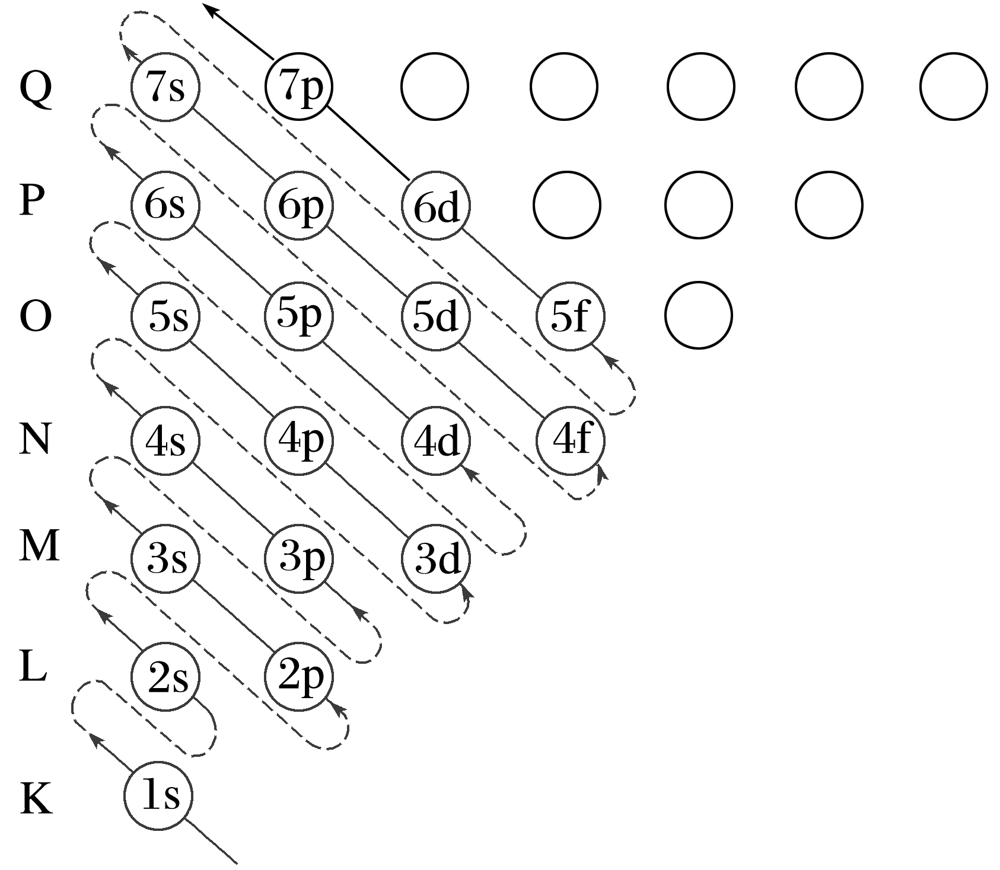 Q 7s 7p
P 6s 6p 6d
O 5s 5p 5d 5f
N 4s 4p 4d 4f
M 3s 3p 3d
L 2s 2p
K 1s